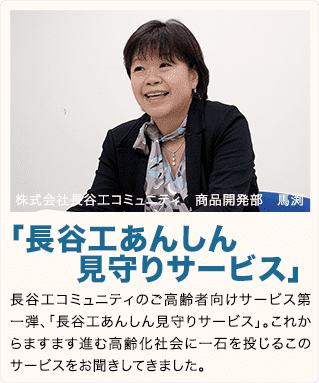 株式会社長谷工コミュニティ　商品開発部　馬渕
「長谷工あんしん
見守りサービス」
長谷工コミュニティのご高齢者向けサービス第
一弾、「長谷工あんしん見守りサービス」。これか
らますます進む高齢化社会に一石を投じるこの
サービスをお聞きしてきました。